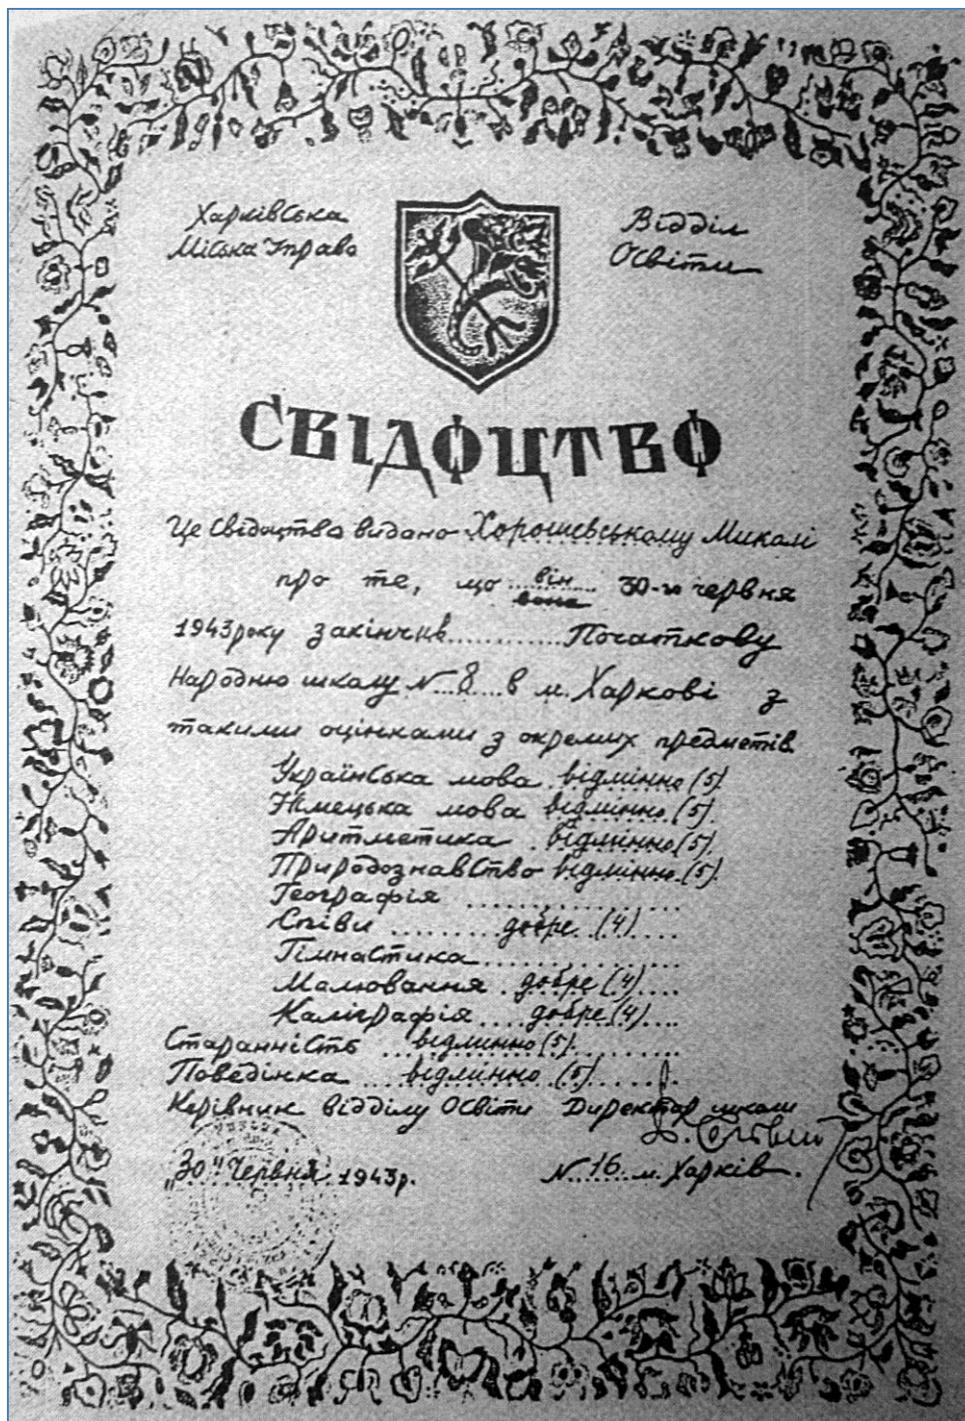 Харківська
Міська Управа
Відділ
Освіти
СВІДОЦТВО
Це свідоцтво видано Хорошевському Миколі
про те, що він 30-го червня
вона
1943 року закінчив............Початкову
Народню школу N..8...в м. Харкові з
такими оцінками з окремих предметів
Українська мова відмінно (5)
Німецька мова відмінно (5)
Аритметика відмінно (5)
Природознавство відмінно (5)
Географія ................
Співи ........добре (4)....
Гімнастика................
Малювання .добре (4)....
Каліграфія ....добре (4)....
Старанність ...відмінно (5)..........
Поведінка ....відмінно (5)......
Керівник відділу Освіти Директор школи
"30" Червня 1943 р. N..16...м. Харків.